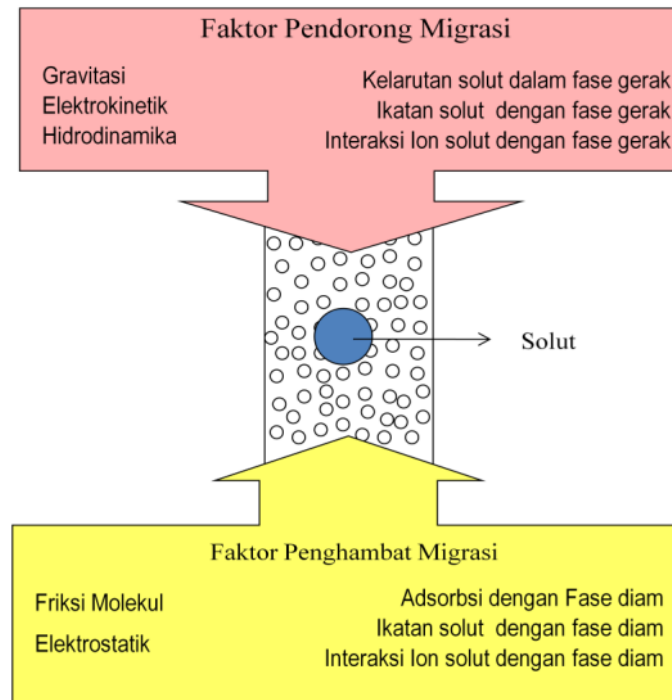 Faktor Pendorong Migrasi
Gravitasi
Elektrokinetik
Hidrodinamika
Kelarutan solut dalam fase gerak
Ikatan solut dengan fase gerak
Interaksi Ion solut dengan fase gerak
Solut
Faktor Penghambat Migrasi
Friksi Molekul
Elektrostatik
Adsorbsi dengan Fase diam
Ikatan solut dengan fase diam
Interaksi Ion solut dengan fase diam